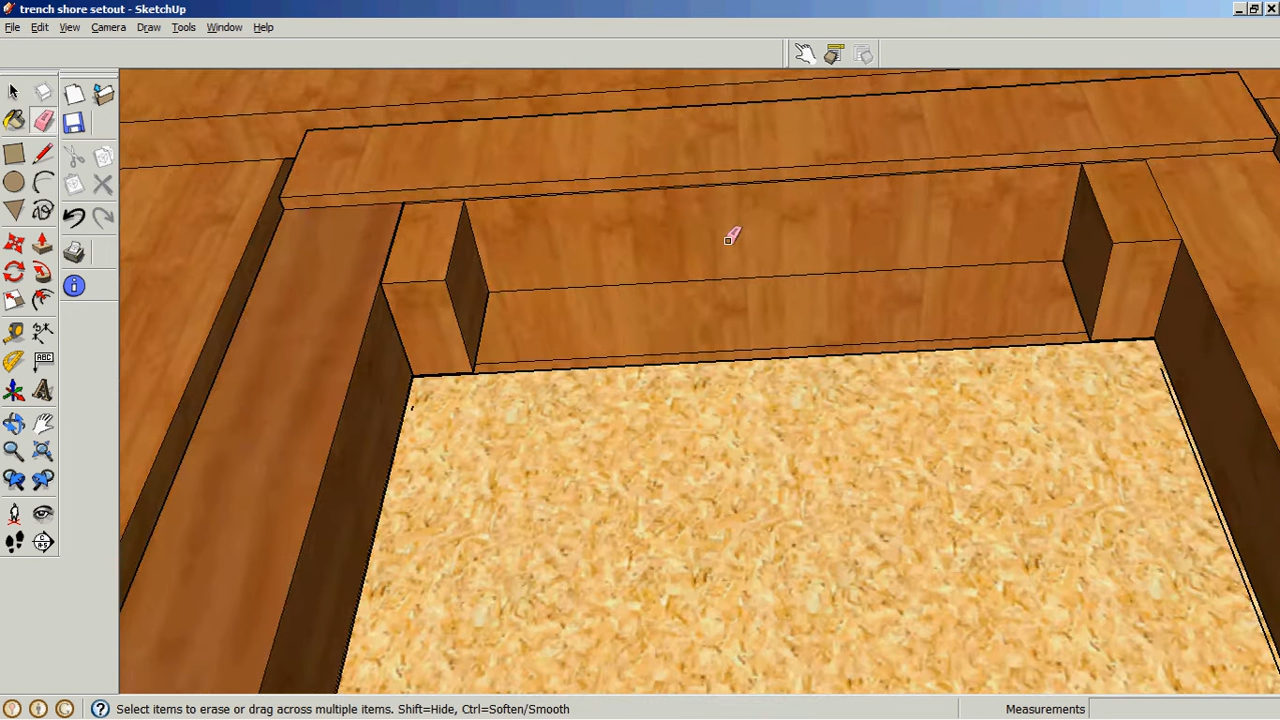 trench shore setout - SketchUp
File Edit View Camera Draw Tools Window Help
ABC
A
Select items to erase or drag across multiple items. Shift=Hide, Ctrl=Soften/Smooth
Measurements